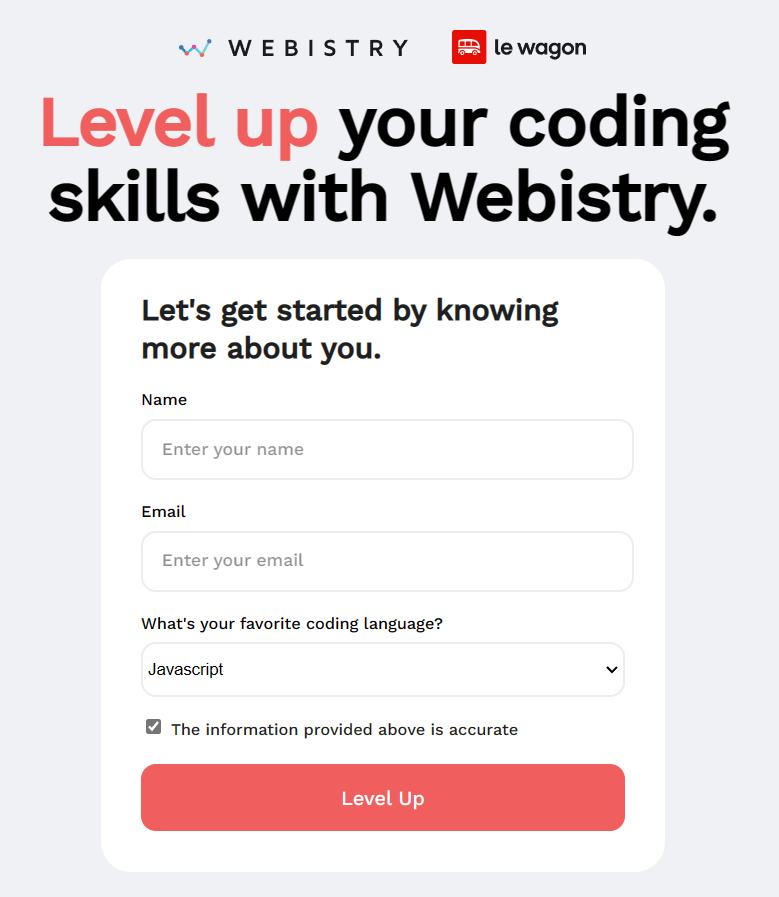 WEBISTRY le wagon
Level up your coding
skills with Webistry.
Let's get started by knowing
more about you.
Name
Enter your name
Email
Enter your email
What's your favorite coding language?
Javascript
The information provided above is accurate
Level Up